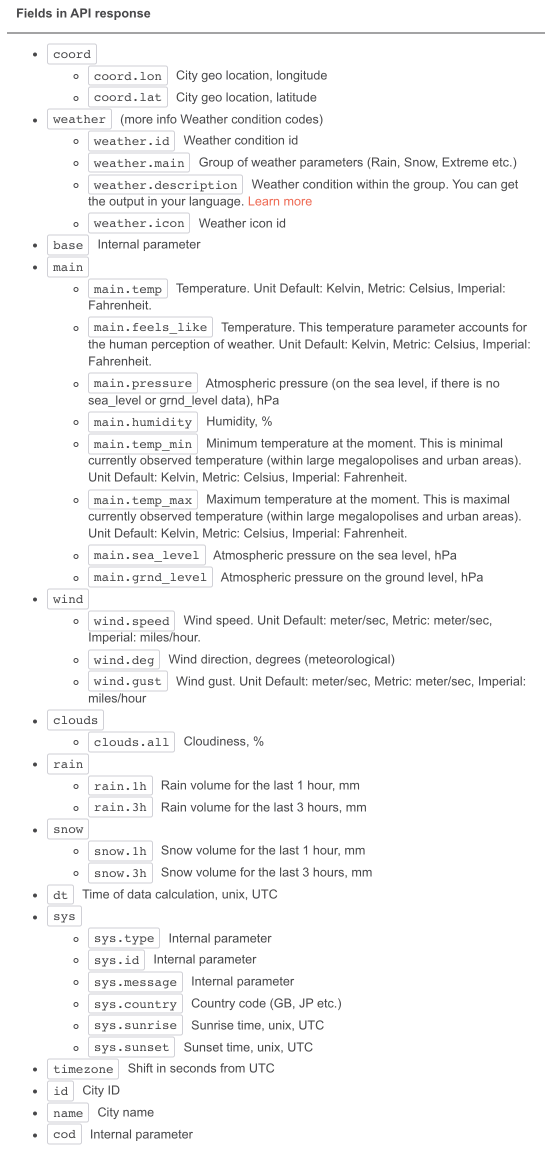 Fields in API response
coord
coord.lon City geo location, longitude
coord.lat City geo location, latitude
weather (more info Weather condition codes)
weather.id Weather condition id
weather.main Group of weather parameters (Rain, Snow, Extreme etc.)
weather.description Weather condition within the group. You can get
the output in your language. Learn more
weather.icon Weather icon id
base Internal parameter
main
main.temp Temperature. Unit Default: Kelvin, Metric: Celsius, Imperial:
Fahrenheit.
main.feels_like Temperature. This temperature parameter accounts for
the human perception of weather. Unit Default: Kelvin, Metric: Celsius, Imperial:
Fahrenheit.
main.pressure Atmospheric pressure (on the sea level, if there is no
sea_level or grnd_level data), hPa
main.humidity Humidity, %
main.temp_min Minimum temperature at the moment. This is minimal
currently observed temperature (within large megalopolises and urban areas).
Unit Default: Kelvin, Metric: Celsius, Imperial: Fahrenheit.
main.temp_max Maximum temperature at the moment. This is maximal
currently observed temperature (within large megalopolises and urban areas).
Unit Default: Kelvin, Metric: Celsius, Imperial: Fahrenheit.
main.sea_level Atmospheric pressure on the sea level, hPa
main.grnd_level Atmospheric pressure on the ground level, hPa
wind
wind.speed Wind speed. Unit Default: meter/sec, Metric: meter/sec,
Imperial: miles/hour.
wind.deg Wind direction, degrees (meteorological)
wind.gust Wind gust. Unit Default: meter/sec, Metric: meter/sec, Imperial:
miles/hour
clouds
clouds.all Cloudiness, %
rain
rain.1h Rain volume for the last 1 hour, mm
rain.3h Rain volume for the last 3 hours, mm
snow
snow.1h Snow volume for the last 1 hour, mm
snow.3h Snow volume for the last 3 hours, mm
dt Time of data calculation, unix, UTC
sys
sys.type Internal parameter
sys.id Internal parameter
sys.message Internal parameter
sys.country Country code (GB, JP etc.)
sys.sunrise Sunrise time, unix, UTC
sys.sunset Sunset time, unix, UTC
timezone Shift in seconds from UTC
id City ID
name City name
cod Internal parameter